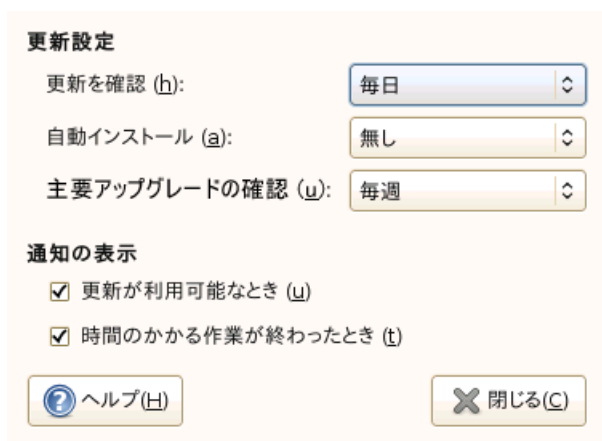 更新設定
更新を確認 (h): 毎日
自動インストール (a): 無し
主要アップグレードの確認 (u): 毎週
通知の表示
更新が利用可能なとき (u)
時間のかかる作業が終わったとき (t)
ヘルプ(H) 閉じる(C)